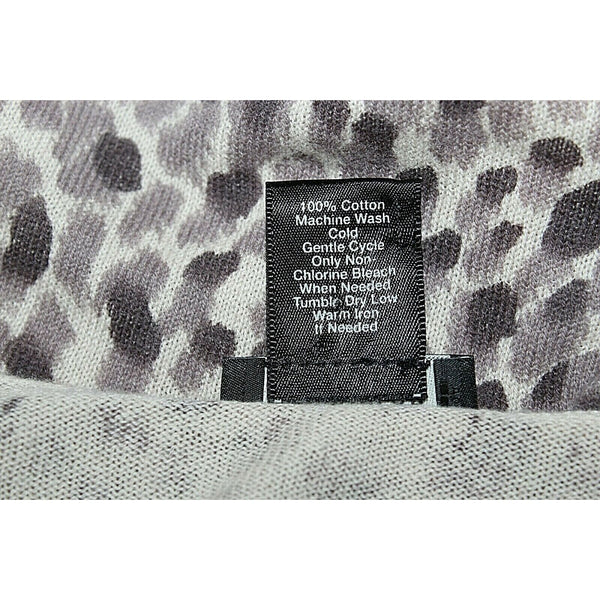 100% Cotton
Machine Wash
Cold
Gentle Cycle
Only Non
Chlorine Bleach
When Needed
Tumblr Dry Low
Warm Iron
If Needed